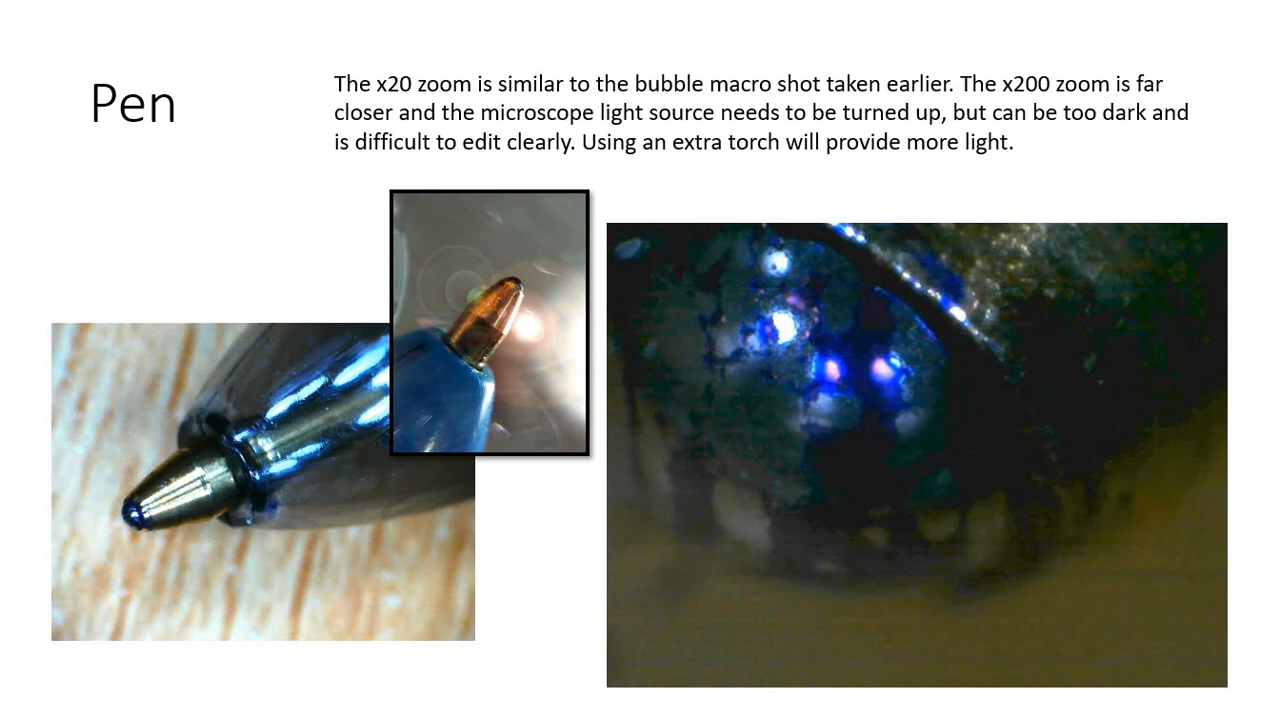 Pen
The x20 zoom is similar to the bubble macro shot taken earlier. The x200 zoom is far
closer and the microscope light source needs to be turned up, but can be too dark and
is difficult to edit clearly. Using an extra torch will provide more light.